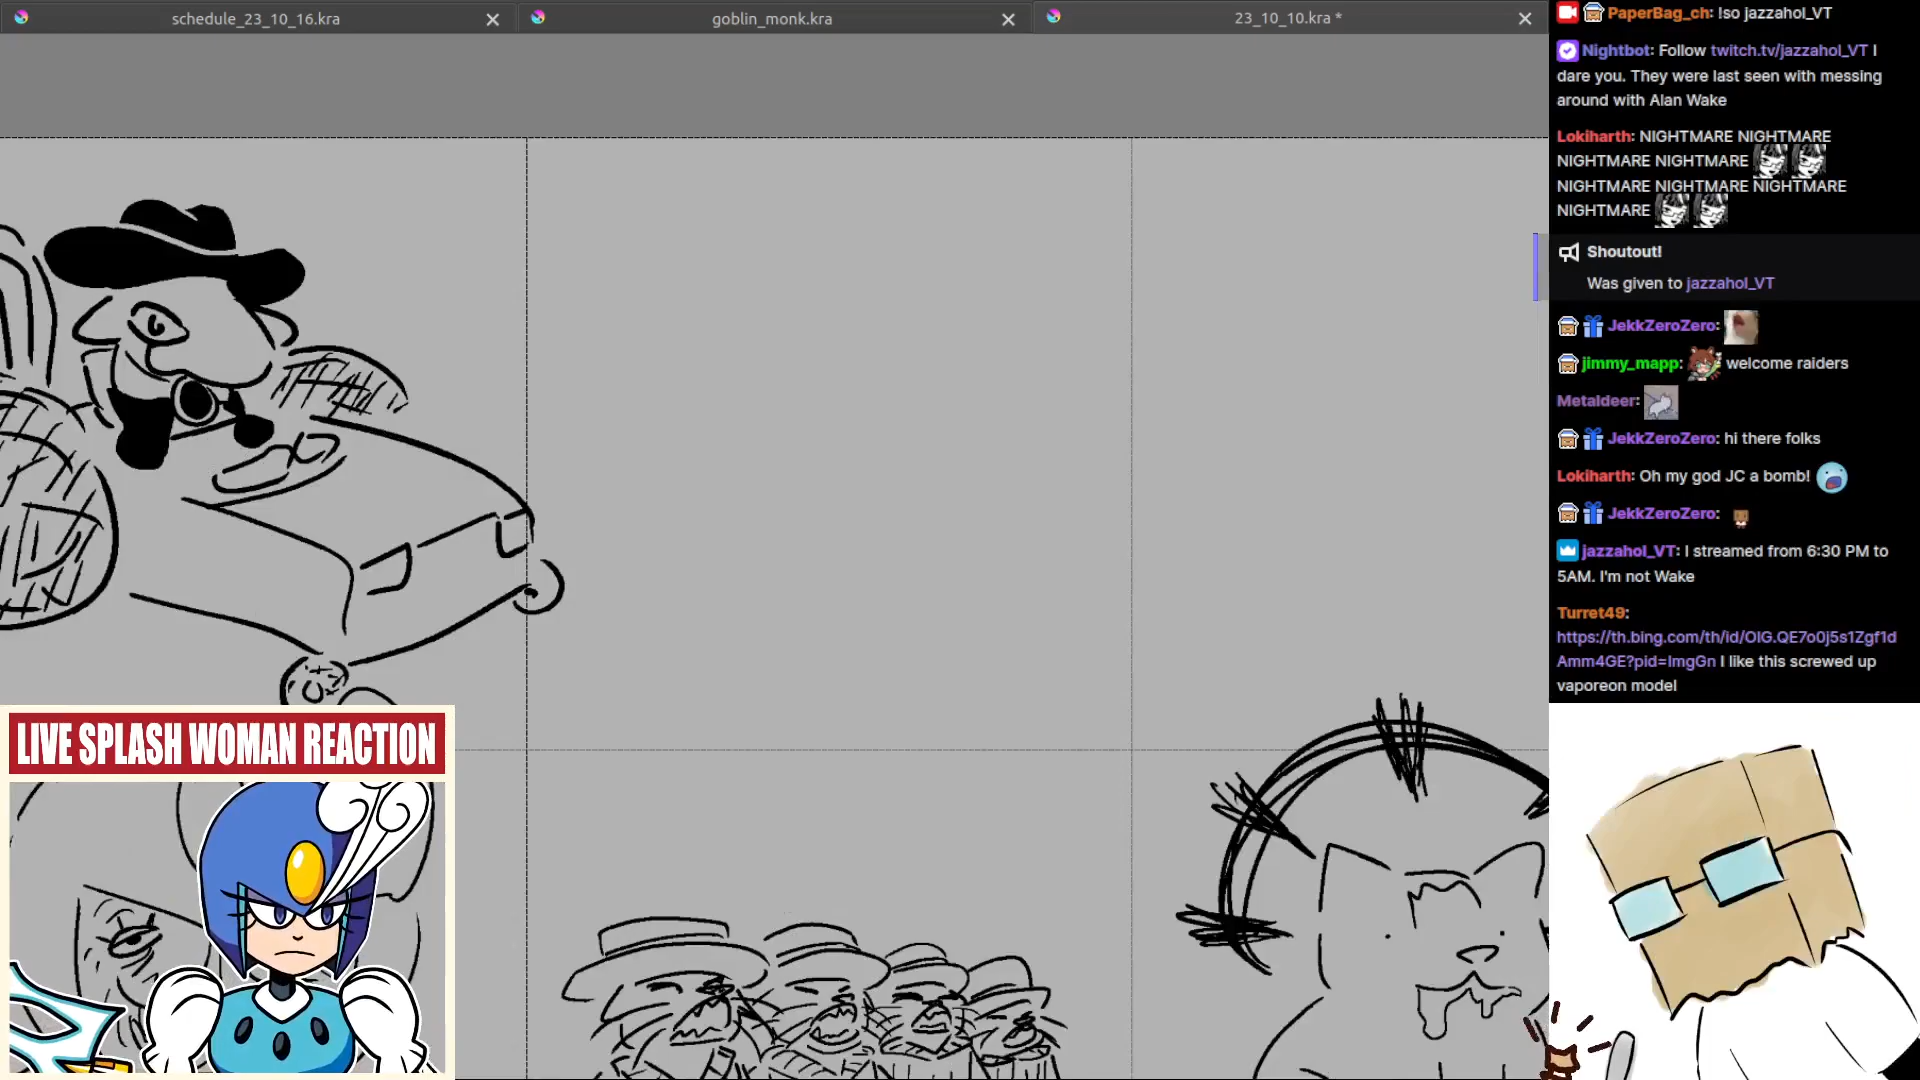 schedule_23_10_16.kra
goblin_monk.kra
23_10_10.kra *
PaperBag_ch: !so jazzahol_VT
Nightbot: Follow twitch.tv/jazzahol_VT I
dare you. They were last seen with messing
around with Alan Wake
Lokiharth: NIGHTMARE NIGHTMARE
NIGHTMARE NIGHTMARE
NIGHTMARE NIGHTMARE NIGHTMARE
NIGHTMARE
Shoutout!
Was given to jazzahol_VT
JekkZeroZero:
jimmy_mapp: welcome raiders
Metaldeer:
JekkZeroZero: hi there folks
Lokiharth: Oh my god JC a bomb!
JekkZeroZero:
jazzahol_VT: I streamed from 6:30 PM to
5AM. I'm not Wake
Turret49:
https://th.bing.com/th/id/OIG.QE7o0j5s1Zgf1d
Amm4GE?pid=ImgGn I like this screwed up
vaporeon model
LIVE SPLASH WOMAN REACTION